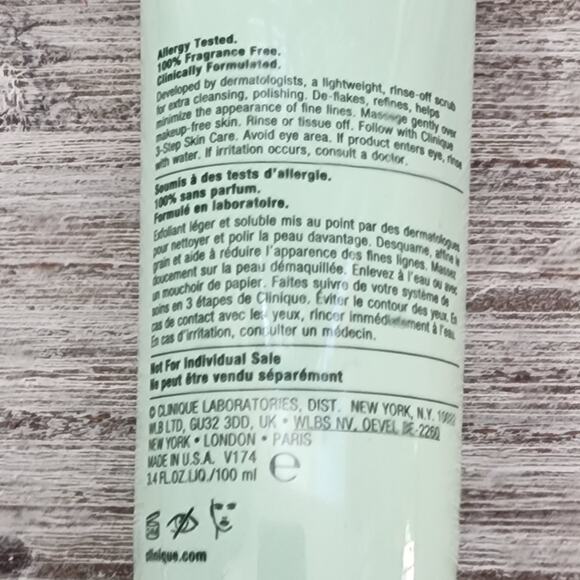 Allergy Tested.
100% Fragrance Free.
Clinically Formulated.
Developed by dermatologists, a lightweight, rinse-off scrub
for extra cleansing, polishing. De-flakes, refines, helps
minimize the appearance of fine lines. Massage gently over
makeup-free skin. Rinse or tissue off. Follow with Clinique
3-Step Skin Care. Avoid eye area. If product enters eye, rinse
with water. If irritation occurs, consult a doctor.
Soumis à des tests d'allergie.
100% sans parfum.
Formulé en laboratoire.
Exfoliant léger et soluble mis au point par des dermatologues
pour nettoyer et polir la peau davantage. Desquame, affine le
grain et aide à réduire l'apparence des fines lignes. Massez
doucement sur la peau démaquillée. Enlevez à l'eau ou avec
un mouchoir de papier. Faites suivre de votre système de
soins en 3 étapes de Clinique. Éviter le contour des yeux. En
cas de contact avec les yeux, rincer immédiatement à l'eau.
En cas d'irritation, consulter un médecin.
Not For Individual Sale
Ne peut être vendu séparément
© CLINIQUE LABORATORIES, DIST. NEW YORK, N.Y. 10022
WLB LTD, GU32 3DD, UK • WLBS NV. OEVEL BE-2260
NEW YORK • LONDON • PARIS
MADE IN U.S.A. V174
3.4 FL.OZ.LIQ./100 ml e
clinique.com